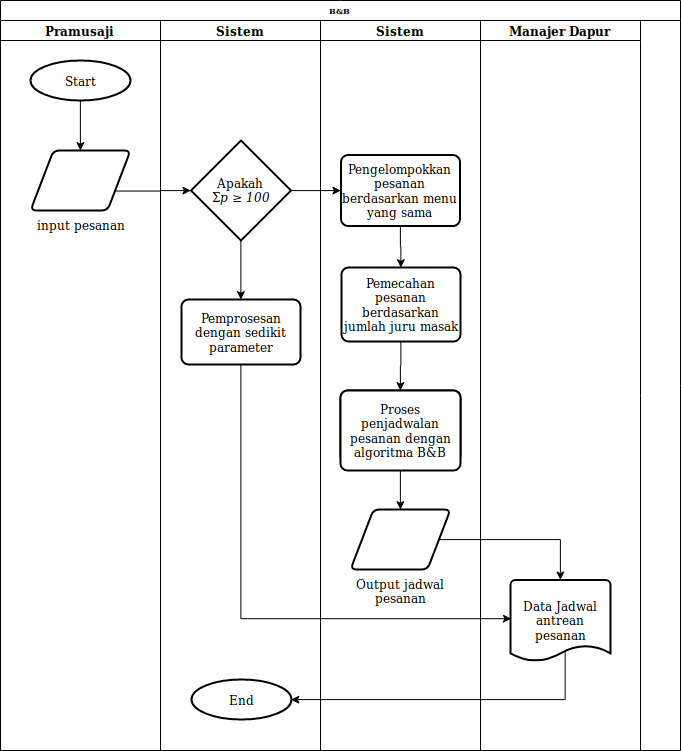 B&B
Pramusaji
Sistem
Sistem
Manajer Dapur
Start
input pesanan
Apakah
Σp ≥ 100
Pengelompokkan
pesanan
berdasarkan menu
yang sama
Pemprosesan
dengan sedikit
parameter
Pemecahan
pesanan
berdasarkan
jumlah juru masak
Proses
penjadwalan
pesanan dengan
algoritma B&B
Output jadwal
pesanan
Data Jadwal
antrean
pesanan
End